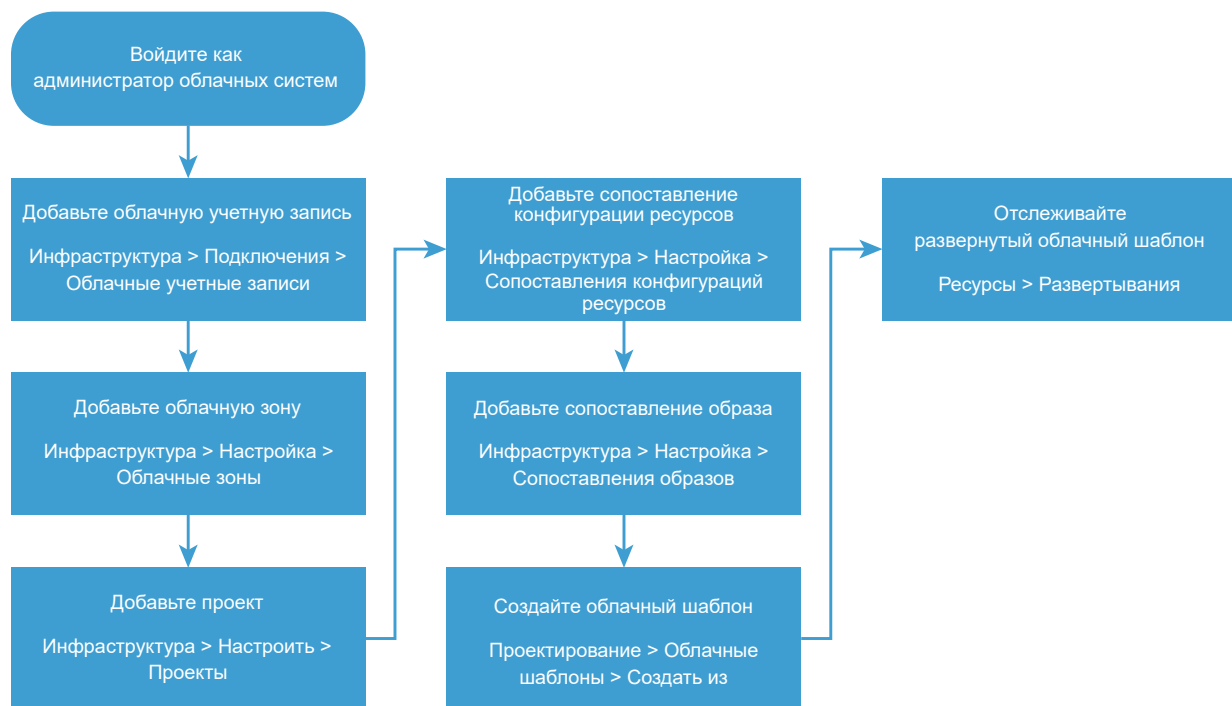 Войдите как
администратор облачных систем
Добавьте облачную учетную запись
Инфраструктура > Подключения >
Облачные учетные записи
Добавьте облачную зону
Инфраструктура > Настройка >
Облачные зоны
Добавьте проект
Инфраструктура > Настроить >
Проекты
Добавьте сопоставление
конфигурации ресурсов
Инфраструктура > Настройка >
Сопоставления конфигураций
ресурсов
Добавьте сопоставление образа
Инфраструктура > Настройка >
Сопоставления образов
Создайте облачный шаблон
Проектирование > Облачные
шаблоны > Создать из
Отслеживайте
развернутый облачный шаблон
Ресурсы > Развертывания